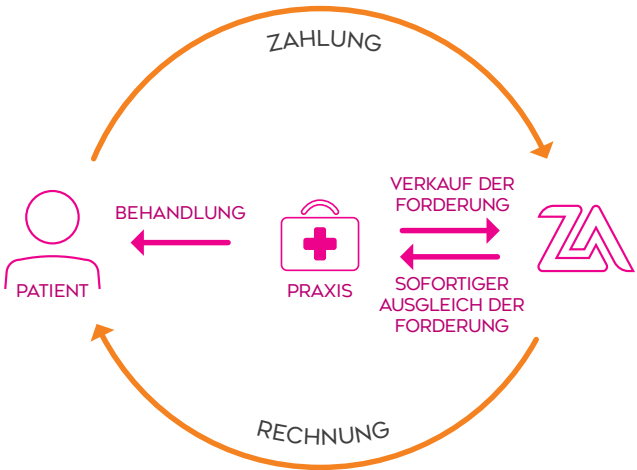 ZAHLUNG
BEHANDLUNG
VERKAUF DER
FORDERUNG
ZA
PATIENT
PRAXIS
SOFORTIGER
AUSGLEICH DER
FORDERUNG
RECHNUNG